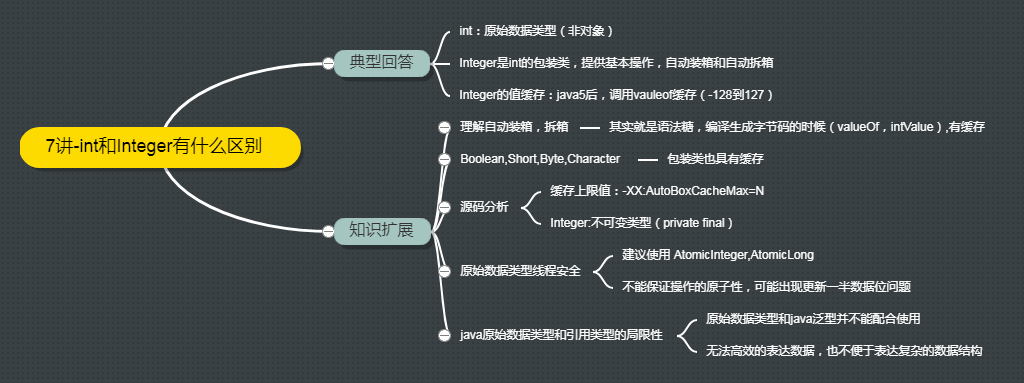 7讲-int和Integer有什么区别
典型回答
int：原始数据类型（非对象）
Integer是int的包装类，提供基本操作，自动装箱和自动拆箱
Integer的值缓存：java5后，调用vauleof缓存（-128到127）
知识扩展
理解自动装箱，拆箱
其实就是语法糖，编译生成字节码的时候（valueOf，intValue）,有缓存
Boolean,Short,Byte,Character
包装类也具有缓存
源码分析
缓存上限值：-XX:AutoBoxCacheMax=N
Integer:不可变类型（private final）
原始数据类型线程安全
建议使用 AtomicInteger,AtomicLong
不能保证操作的原子性，可能出现更新一半数据位问题
java原始数据类型和引用类型的局限性
原始数据类型和java泛型并不能配合使用
无法高效的表达数据，也不便于表达复杂的数据结构